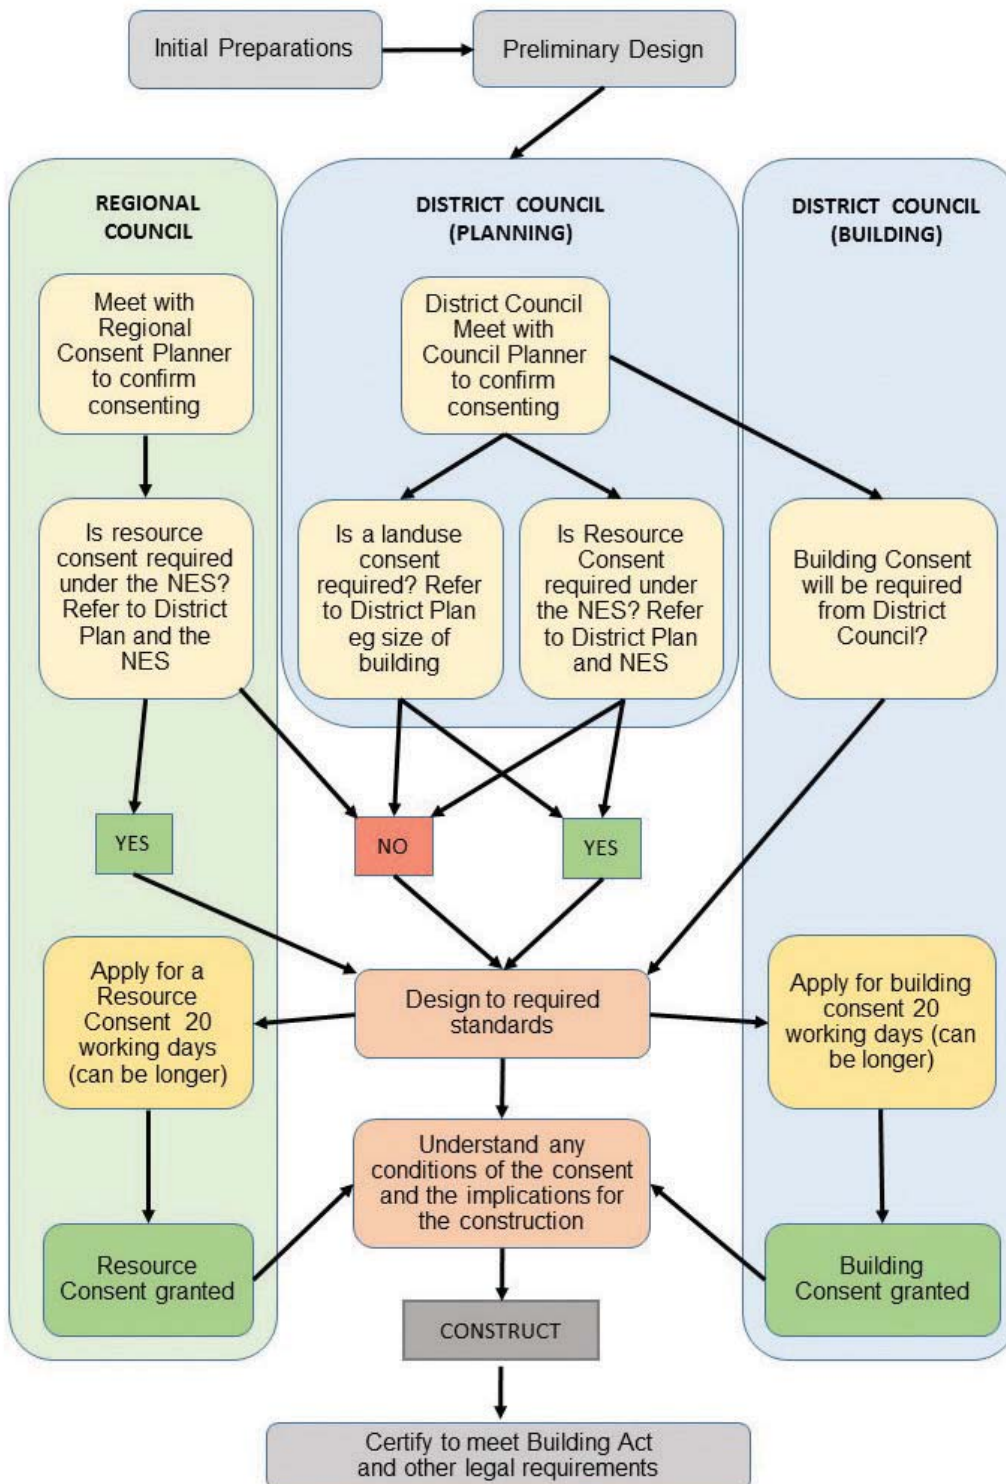 Initial Preparations
Preliminary Design
REGIONAL
COUNCIL
DISTRICT COUNCIL
(PLANNING)
DISTRICT COUNCIL
(BUILDING)
Meet with
Regional
Consent Planner
to confirm
consenting
District Council
Meet with
Council Planner
to confirm
consenting
Is resource
consent required
under the NES?
Refer to District
Plan and the
NES
Is a landuse
consent
required? Refer
to District Plan
eg size of
building
Is Resource
Consent
required under
the NES? Refer
to District Plan
and NES
Building Consent
will be required
from District
Council?
YES
NO
YES
Design to required
standards
Apply for a
Resource
Consent 20
working days
(can be longer)
Apply for building
consent 20
working days (can
be longer)
Understand any
conditions of the consent
and the implications for
the construction
Resource
Consent granted
Building
Consent granted
CONSTRUCT
Certify to meet Building Act
and other legal requirements